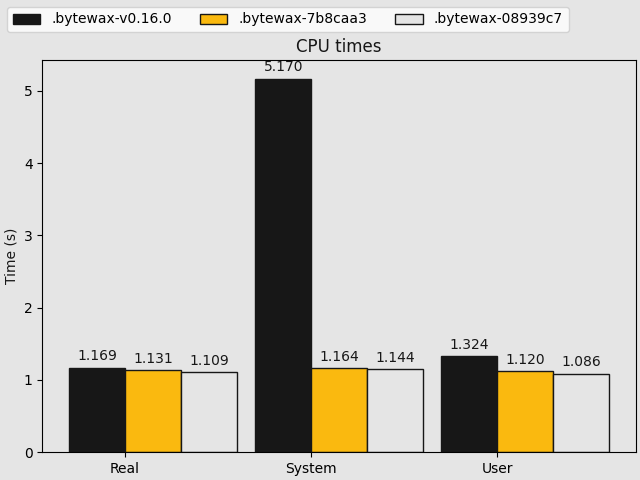 .bytewax-v0.16.0 .bytewax-7b8caa3 .bytewax-08939c7
CPU times
Time (s)
5
4
3
2
1
0
1.169 1.131 1.109
5.170 1.164 1.144
1.324 1.120 1.086
Real System User